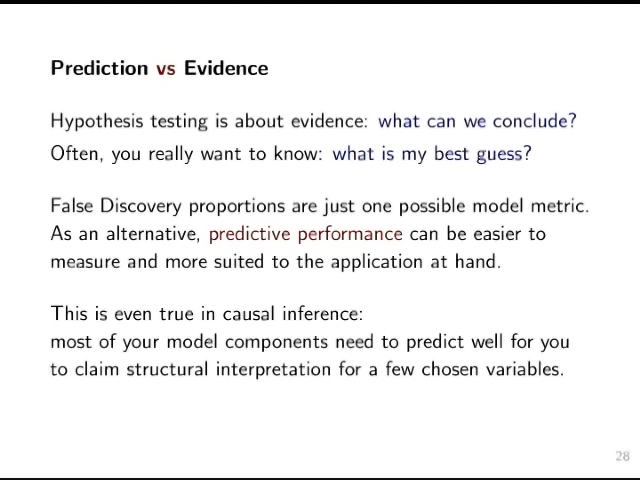 Prediction vs Evidence
Hypothesis testing is about evidence: what can we conclude?
Often, you really want to know: what is my best guess?
False Discovery proportions are just one possible model metric.
As an alternative, predictive performance can be easier to
measure and more suited to the application at hand.
This is even true in causal inference:
most of your model components need to predict well for you
to claim structural interpretation for a few chosen variables.
28